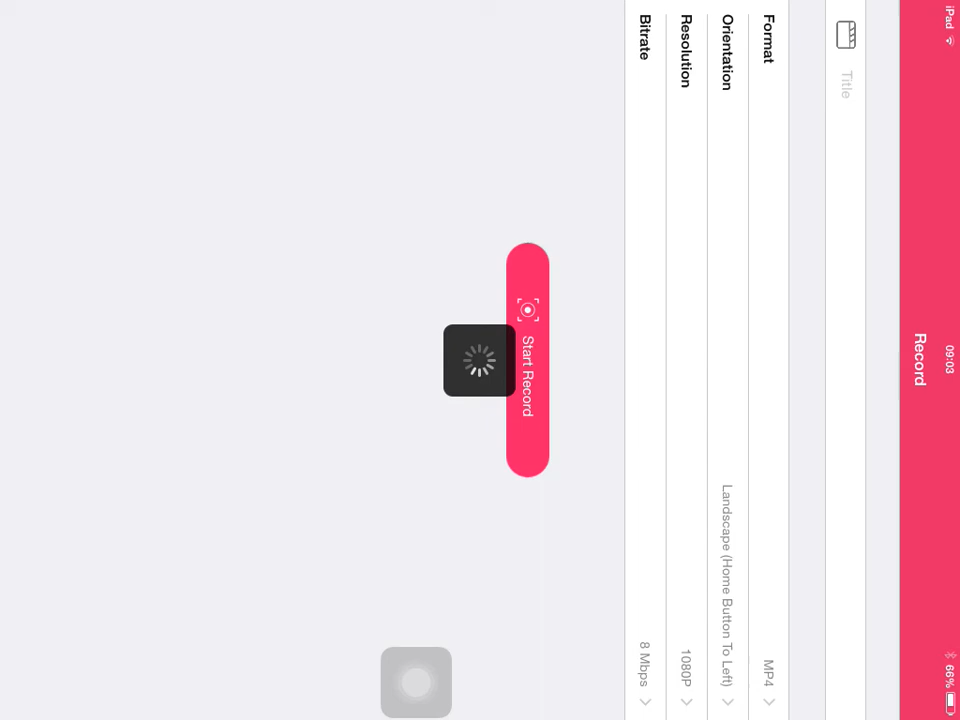 iPad 09:03 66%
Record
Title
Format MP4
Orientation Landscape (Home Button To Left)
Resolution 1080P
Bitrate 8 Mbps
Start Record